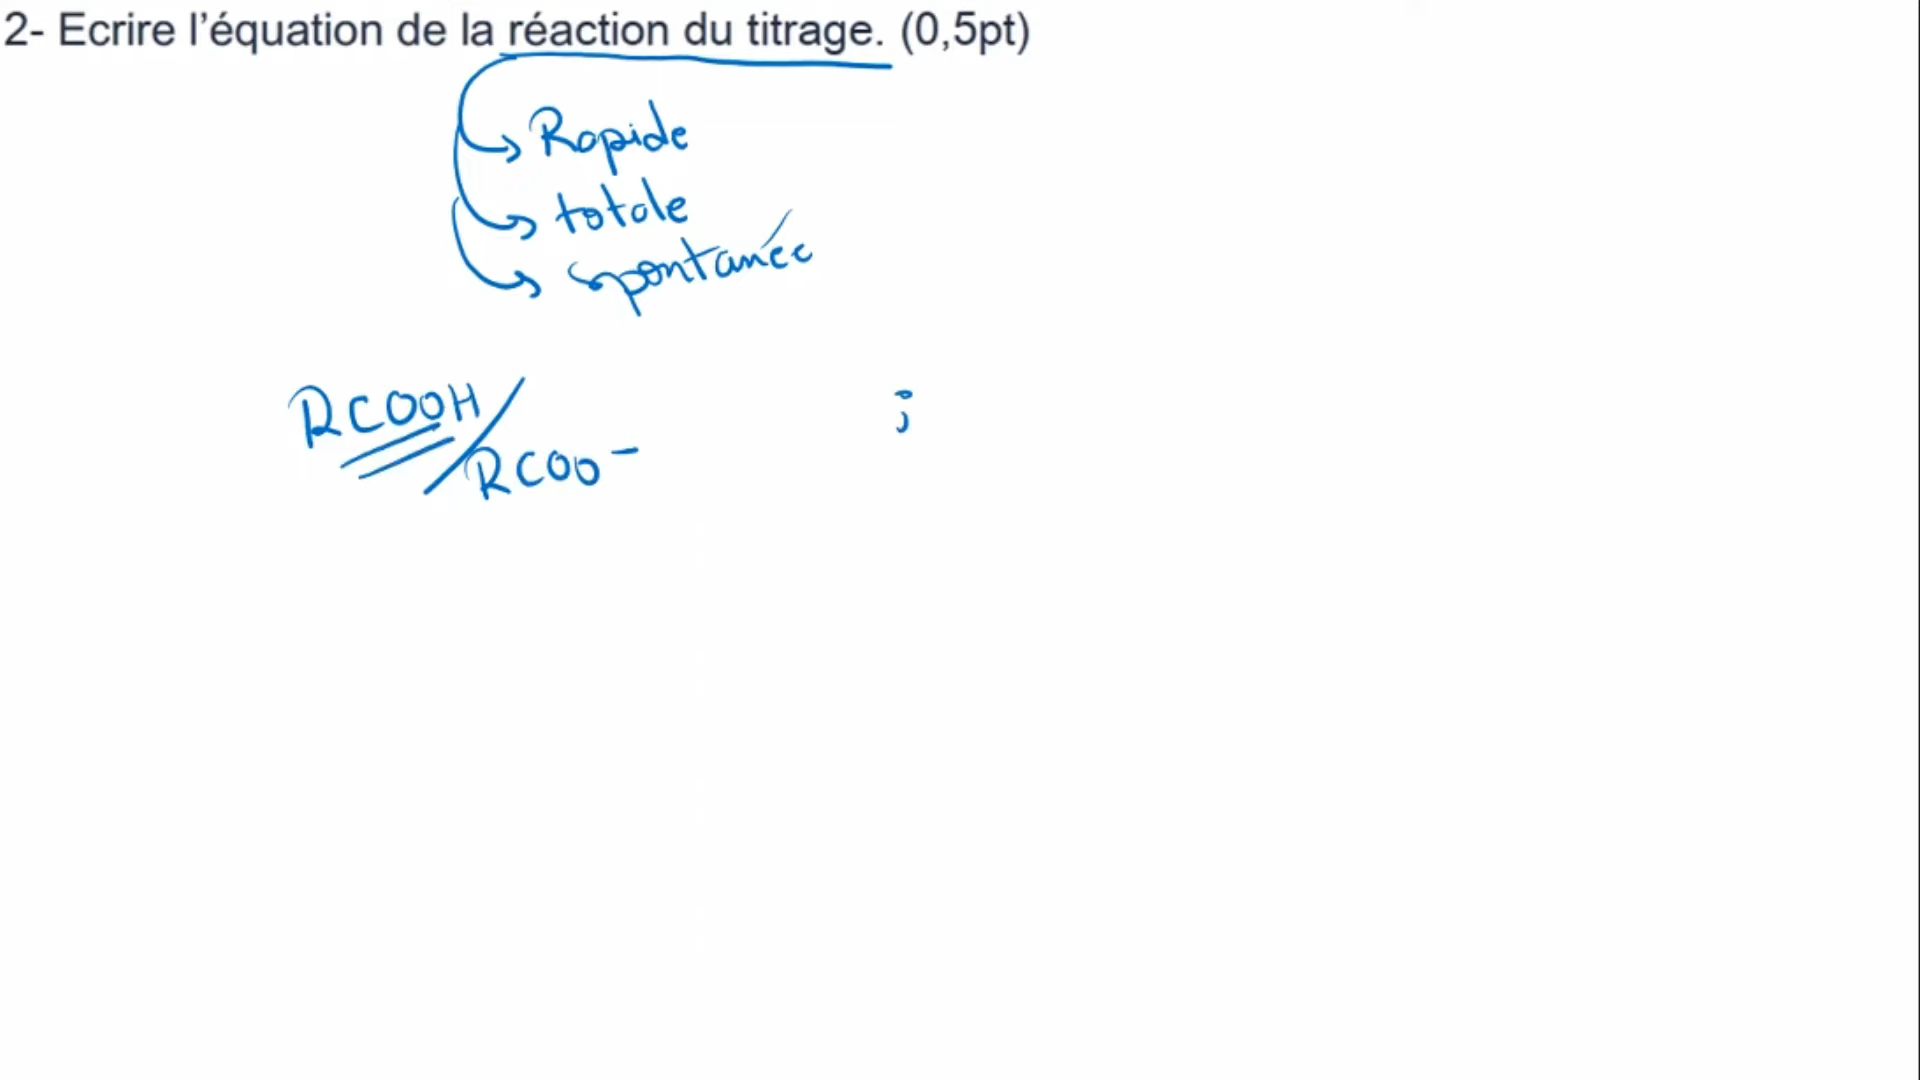 2- Ecrire l’équation de la réaction du titrage. (0,5pt)
Rapide
totale
spontanée
RCOOH/
RCOO⁻
;